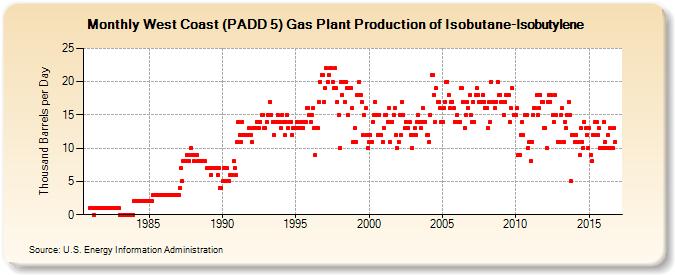 Monthly West Coast (PADD 5) Gas Plant Production of Isobutane-Isobutylene
Thousand Barrels per Day
25
20
15
10
5
0
1985 1990 1995 2000 2005 2010 2015
Source: U.S. Energy Information Administration